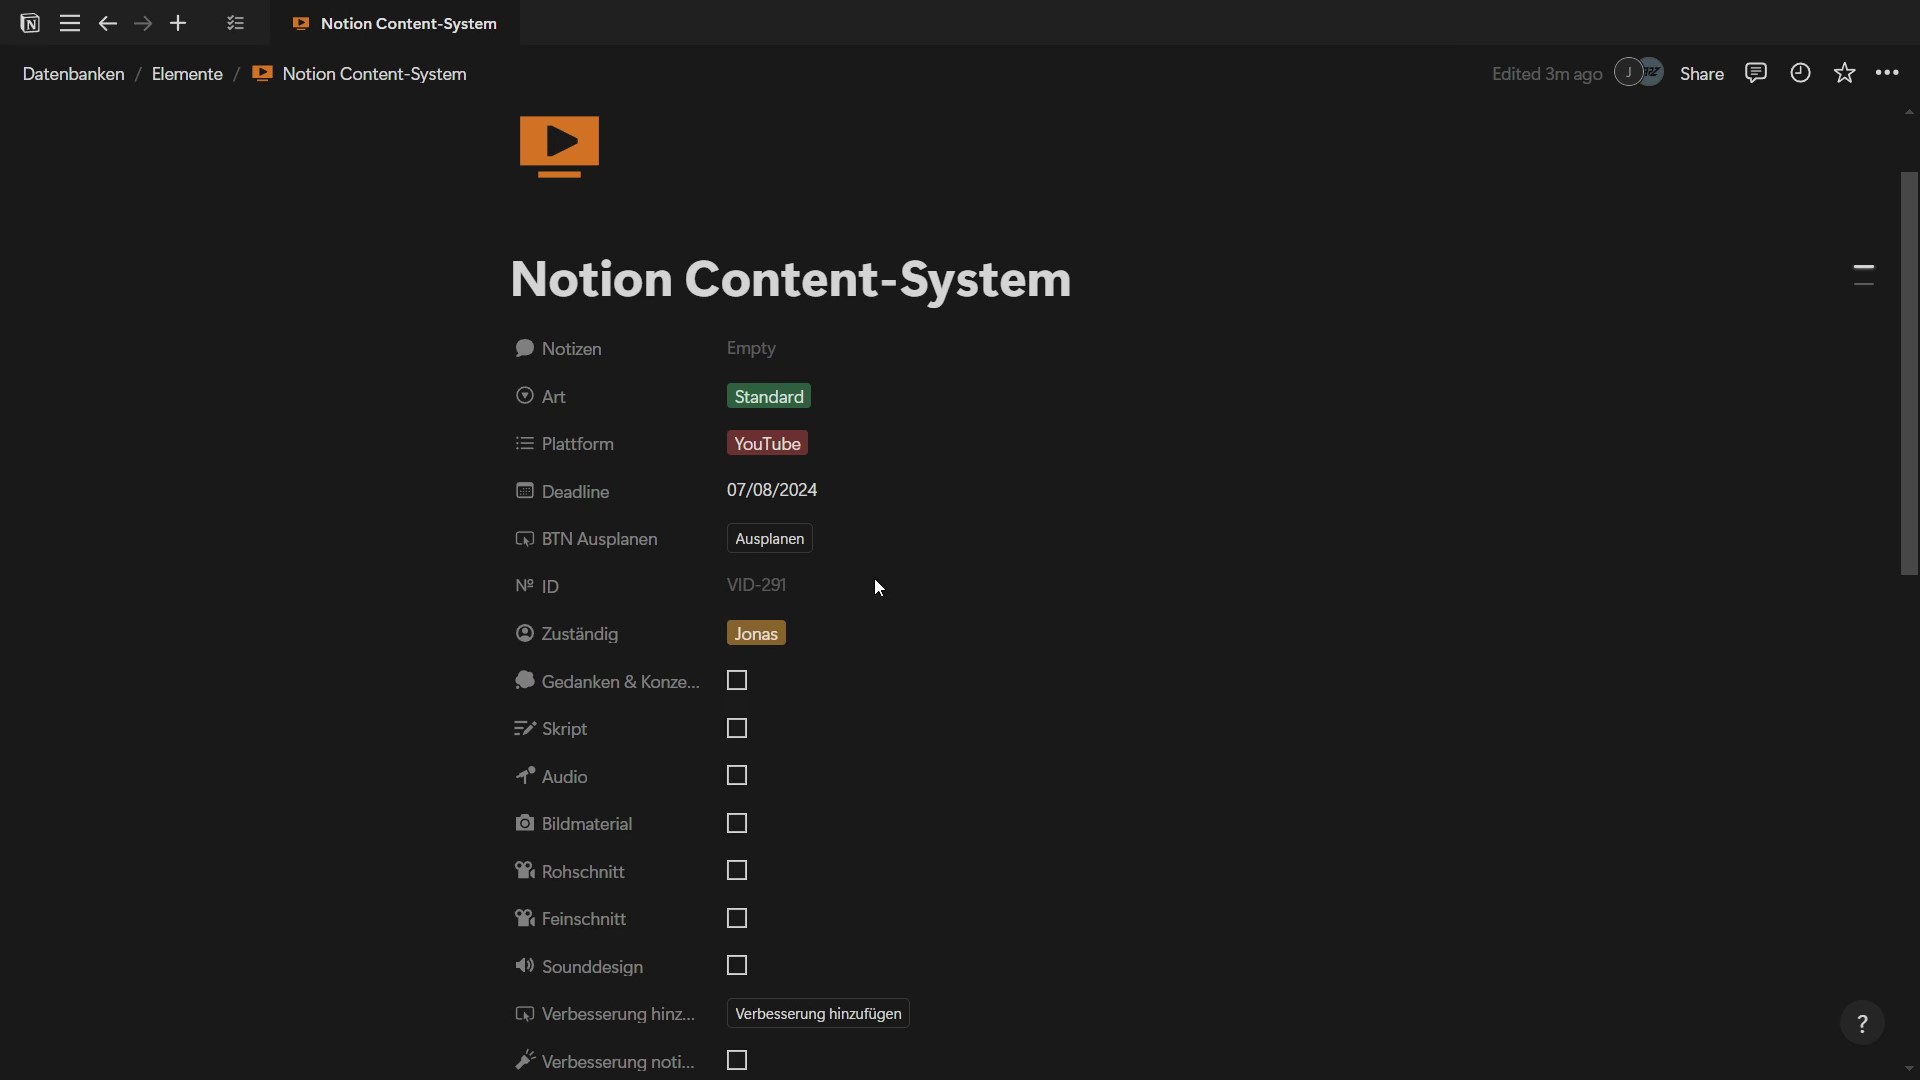 Notion Content-System
Datenbanken / Elemente / Notion Content-System
Edited 3m ago J Share
Notion Content-System
Notizen Empty
Art Standard
Plattform YouTube
Deadline 07/08/2024
BTN Ausplanen Ausplanen
Nº ID VID-291
Zuständig Jonas
Gedanken & Konze...
Skript
Audio
Bildmaterial
Rohschnitt
Feinschnitt
Sounddesign
Verbesserung hinz... Verbesserung hinzufügen
Verbesserung noti...
?